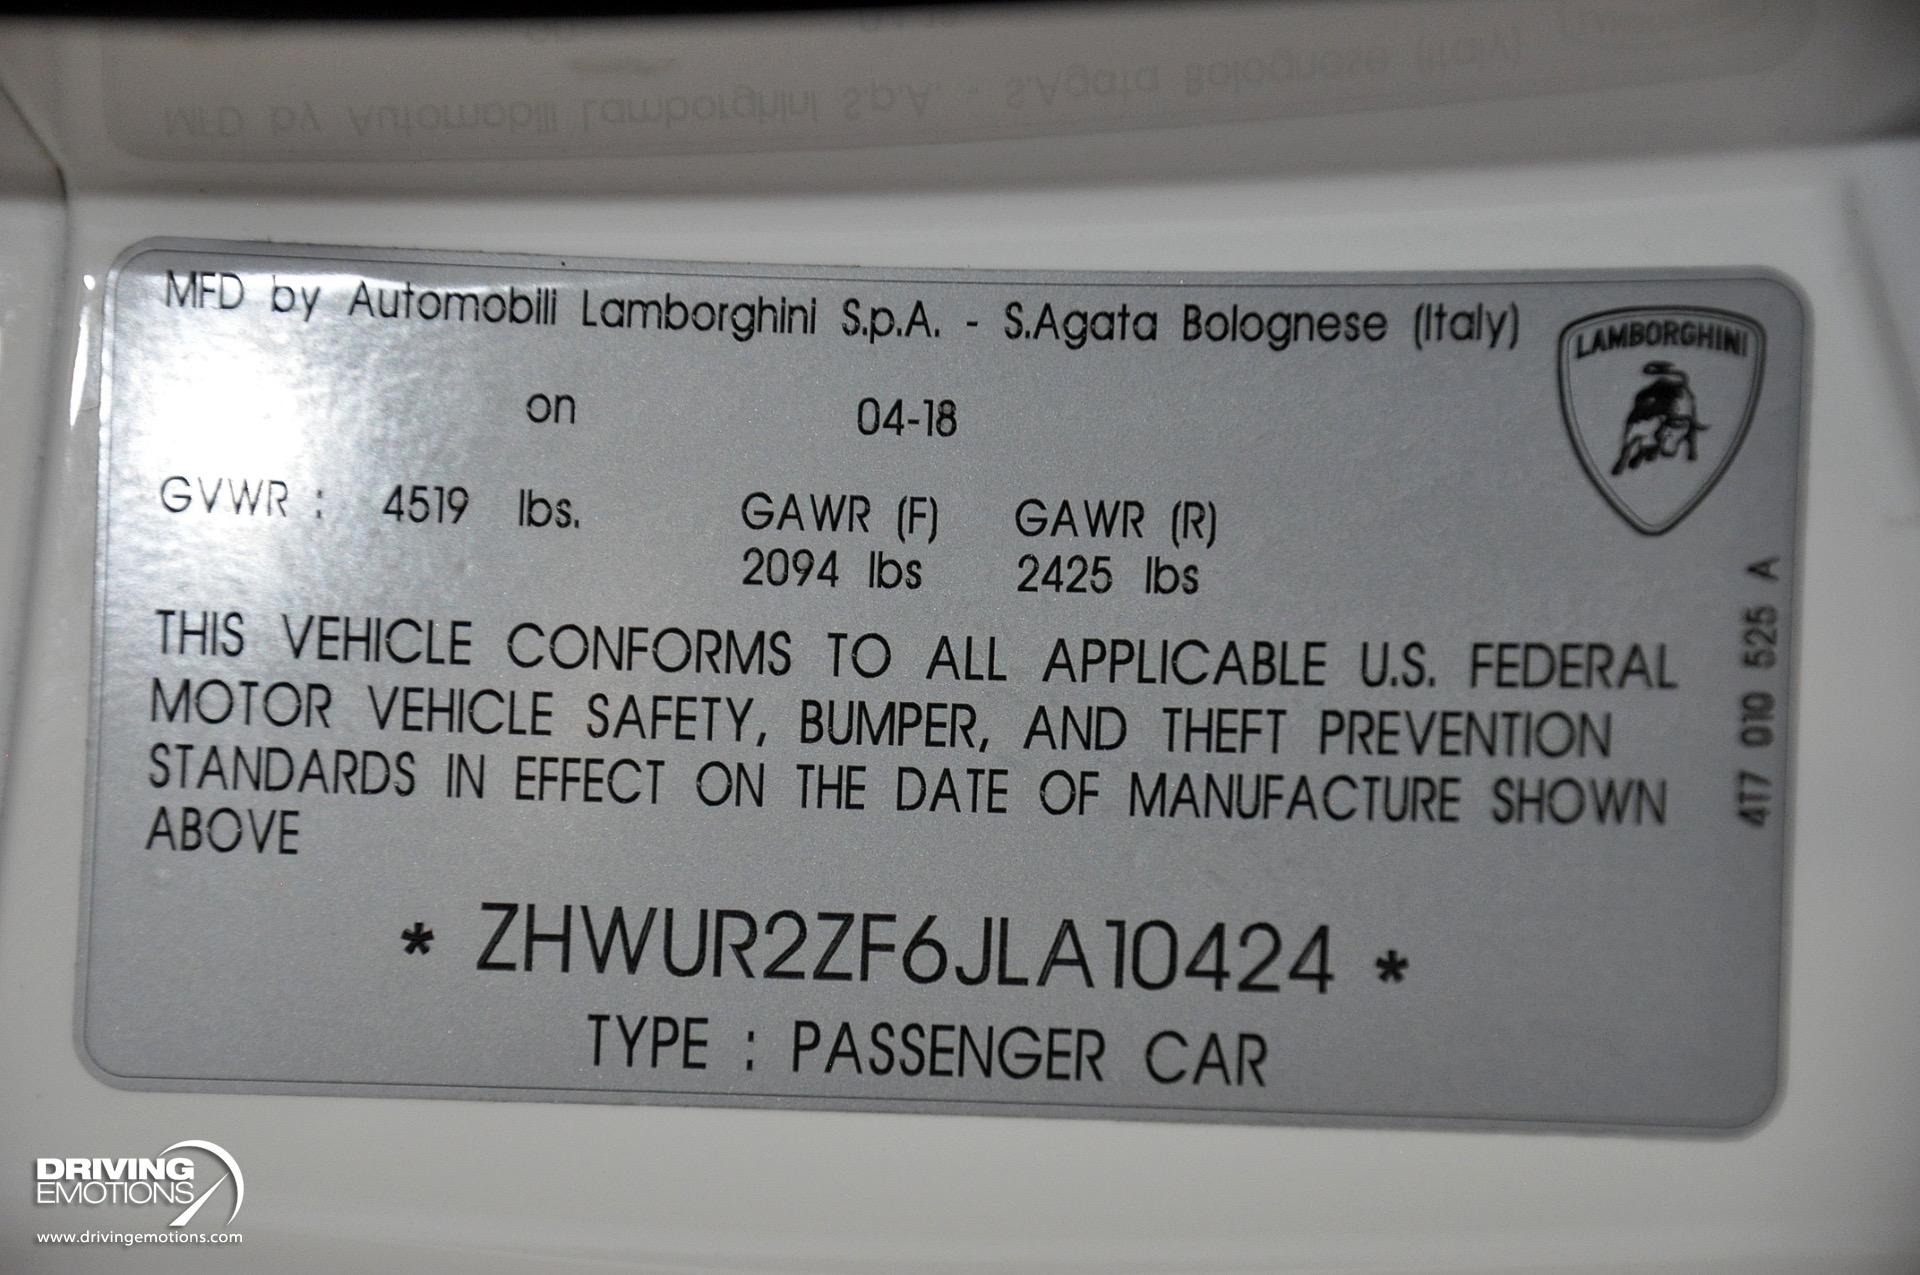 MFD by Automobili Lamborghini S.p.A. - S.Agata Bolognese (Italy)
on 04-18
LAMBORGHINI
GVWR : 4519 lbs. GAWR (F) GAWR (R)
2094 lbs 2425 lbs
THIS VEHICLE CONFORMS TO ALL APPLICABLE U.S. FEDERAL
MOTOR VEHICLE SAFETY, BUMPER, AND THEFT PREVENTION
STANDARDS IN EFFECT ON THE DATE OF MANUFACTURE SHOWN
ABOVE
* ZHWUR2ZF6JLA10424 *
TYPE : PASSENGER CAR
4T7 010 525 A
DRIVING
EMOTIONS
www.drivingemotions.com